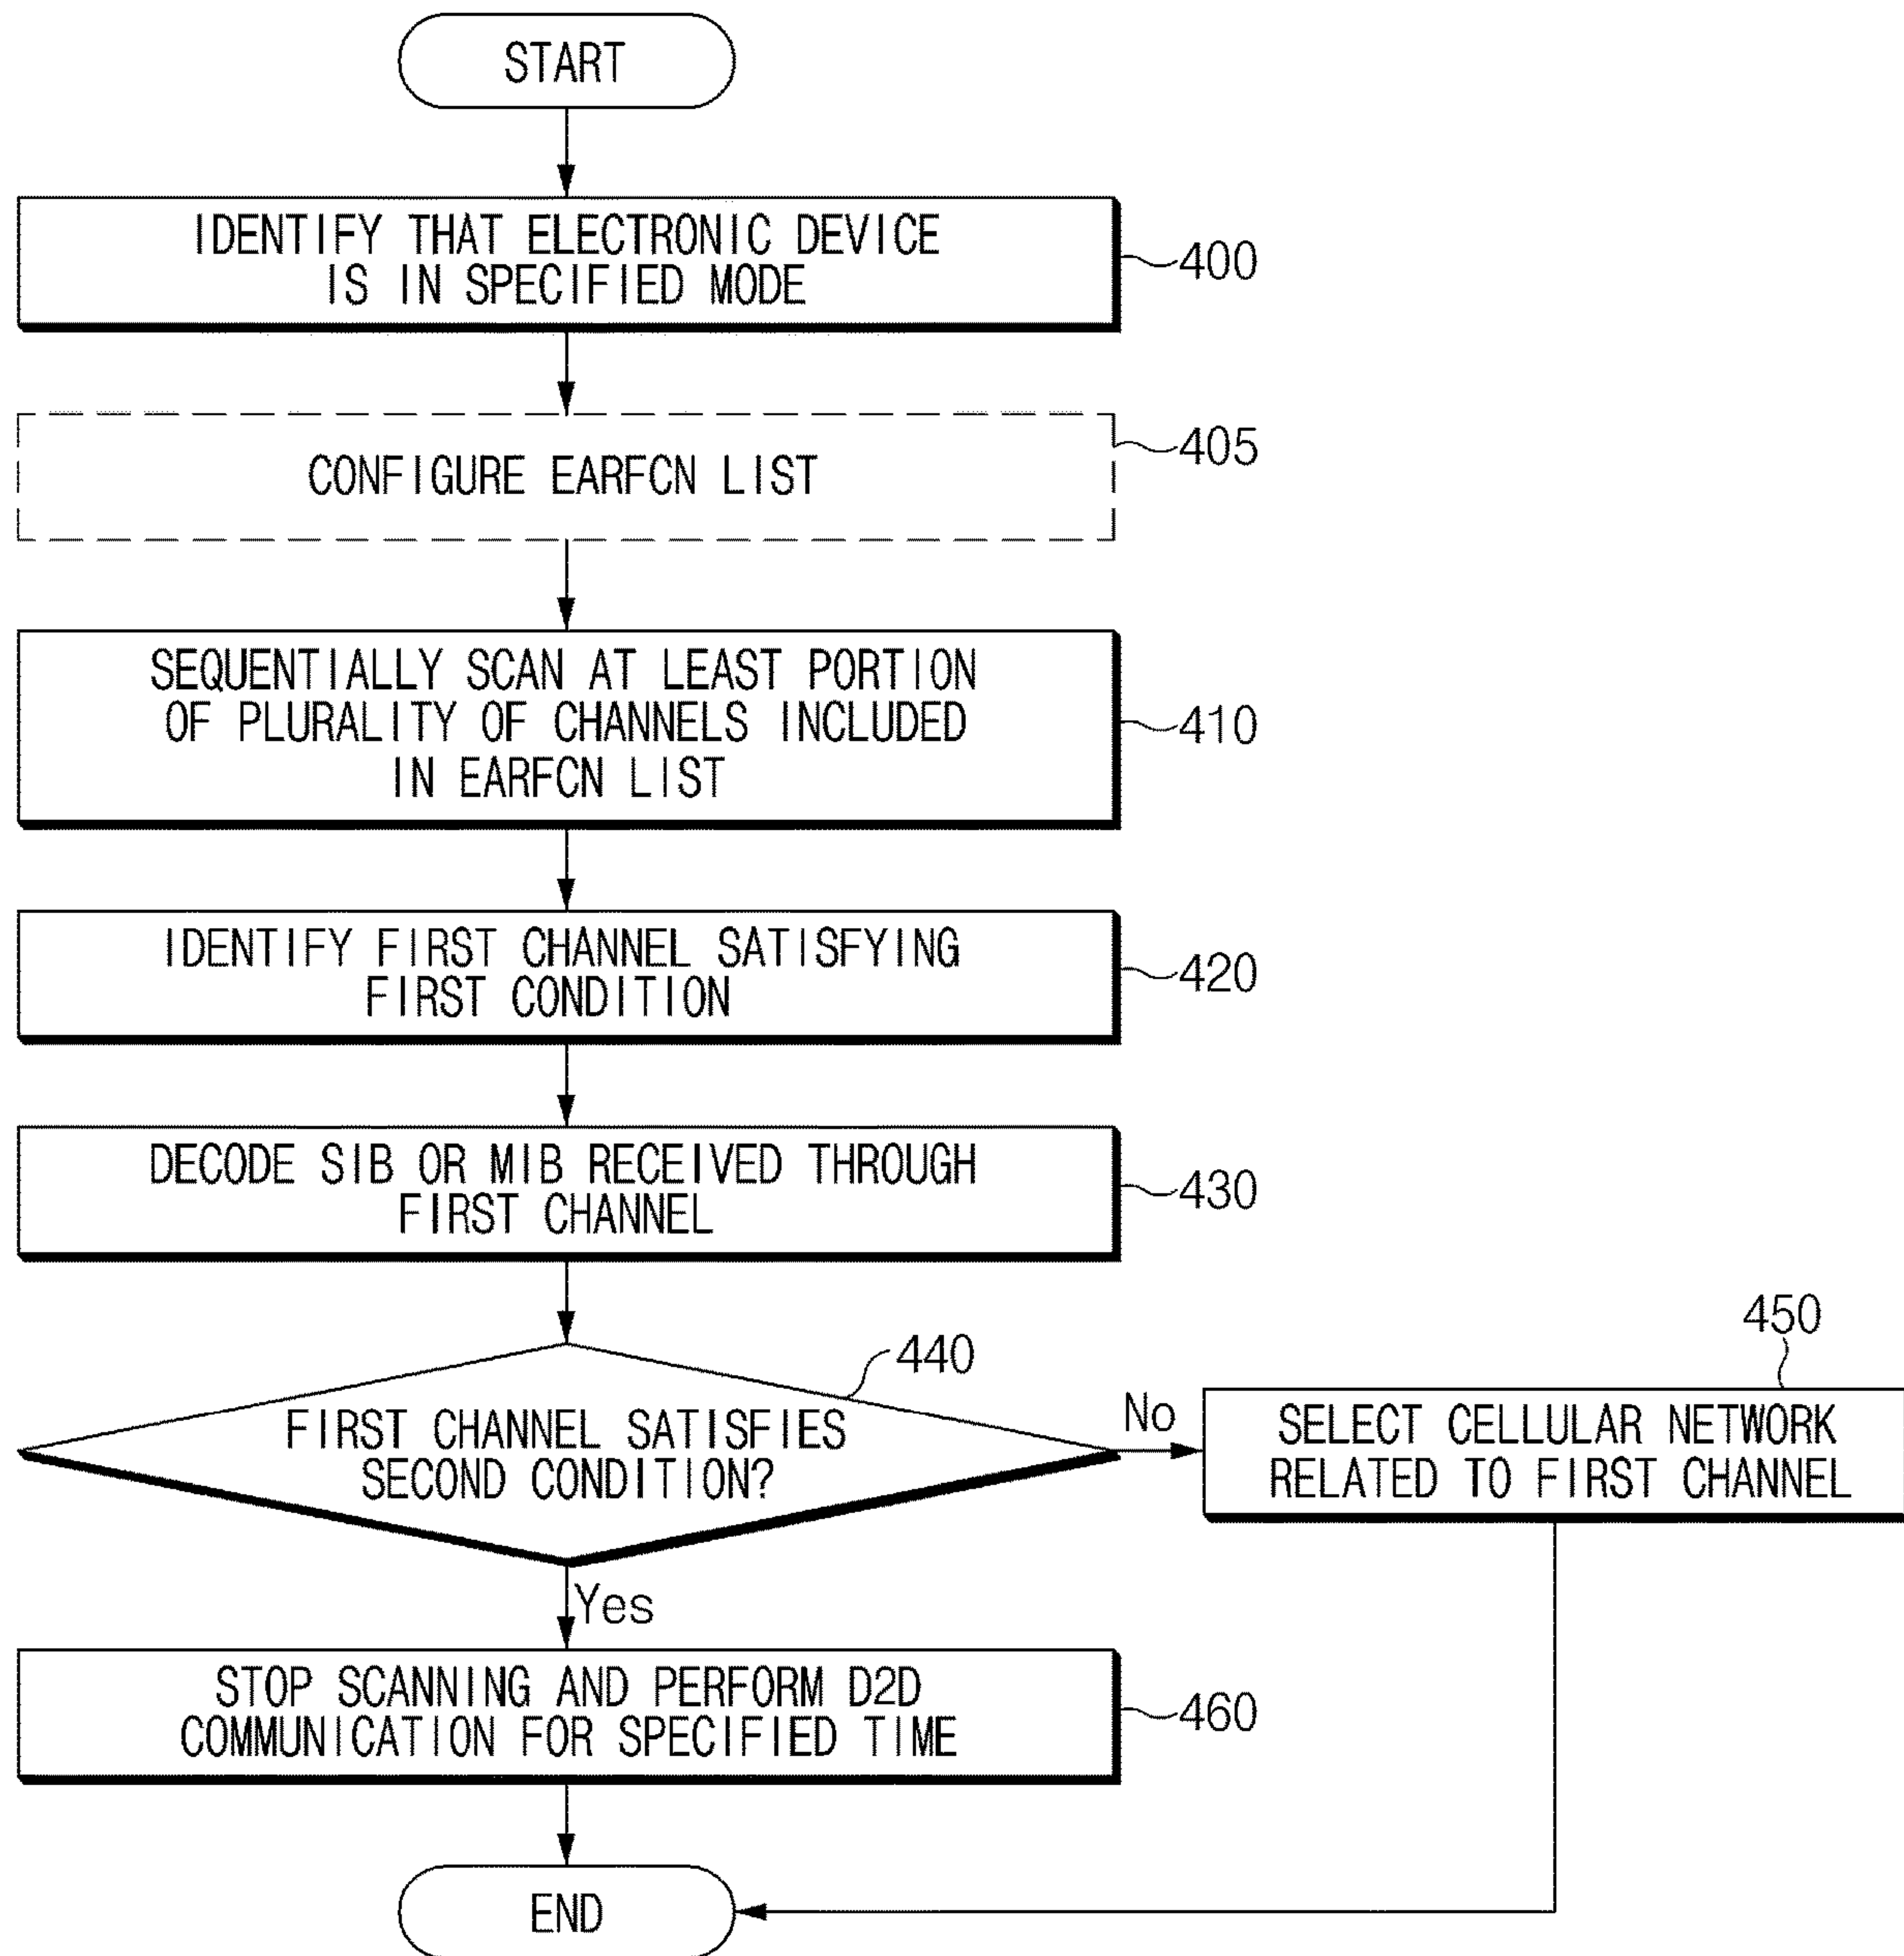 START
IDENTIFY THAT ELECTRONIC DEVICE
IS IN SPECIFIED MODE
400
CONFIGURE EARFCN LIST
405
SEQUENTIALLY SCAN AT LEAST PORTION
OF PLURALITY OF CHANNELS INCLUDED
IN EARFCN LIST
410
IDENTIFY FIRST CHANNEL SATISFYING
FIRST CONDITION
420
DECODE SIB OR MIB RECEIVED THROUGH
FIRST CHANNEL
430
FIRST CHANNEL SATISFIES
SECOND CONDITION?
440
No
450
SELECT CELLULAR NETWORK
RELATED TO FIRST CHANNEL
Yes
STOP SCANNING AND PERFORM D2D
COMMUNICATION FOR SPECIFIED TIME
460
END